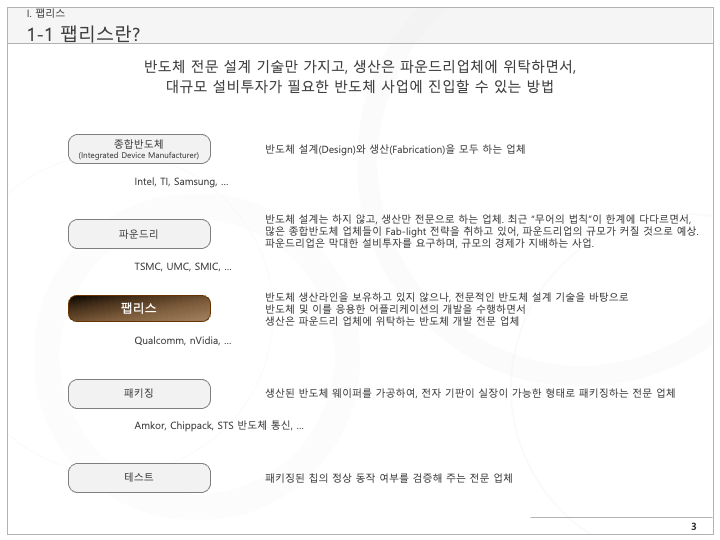 I. 팹리스
1-1 팹리스란?
반도체 전문 설계 기술만 가지고, 생산은 파운드리업체에 위탁하면서,
대규모 설비투자가 필요한 반도체 사업에 진입할 수 있는 방법
종합반도체
(Integrated Device Manufacturer)
반도체 설계(Design)와 생산(Fabrication)을 모두 하는 업체
Intel, TI, Samsung, ...
파운드리
반도체 설계는 하지 않고, 생산만 전문으로 하는 업체. 최근 “무어의 법칙”이 한계에 다다르면서,
많은 종합반도체 업체들이 Fab-light 전략을 취하고 있어, 파운드리업의 규모가 커질 것으로 예상.
파운드리업은 막대한 설비투자를 요구하며, 규모의 경제가 지배하는 사업.
TSMC, UMC, SMIC, ...
팹리스
반도체 생산라인을 보유하고 있지 않으나, 전문적인 반도체 설계 기술을 바탕으로
반도체 및 이를 응용한 어플리케이션의 개발을 수행하면서
생산은 파운드리 업체에 위탁하는 반도체 개발 전문 업체
Qualcomm, nVidia, ...
패키징
생산된 반도체 웨이퍼를 가공하여, 전자 기판이 실장이 가능한 형태로 패키징하는 전문 업체
Amkor, Chippack, STS 반도체 통신, ...
테스트
패키징된 칩의 정상 동작 여부를 검증해 주는 전문 업체
3